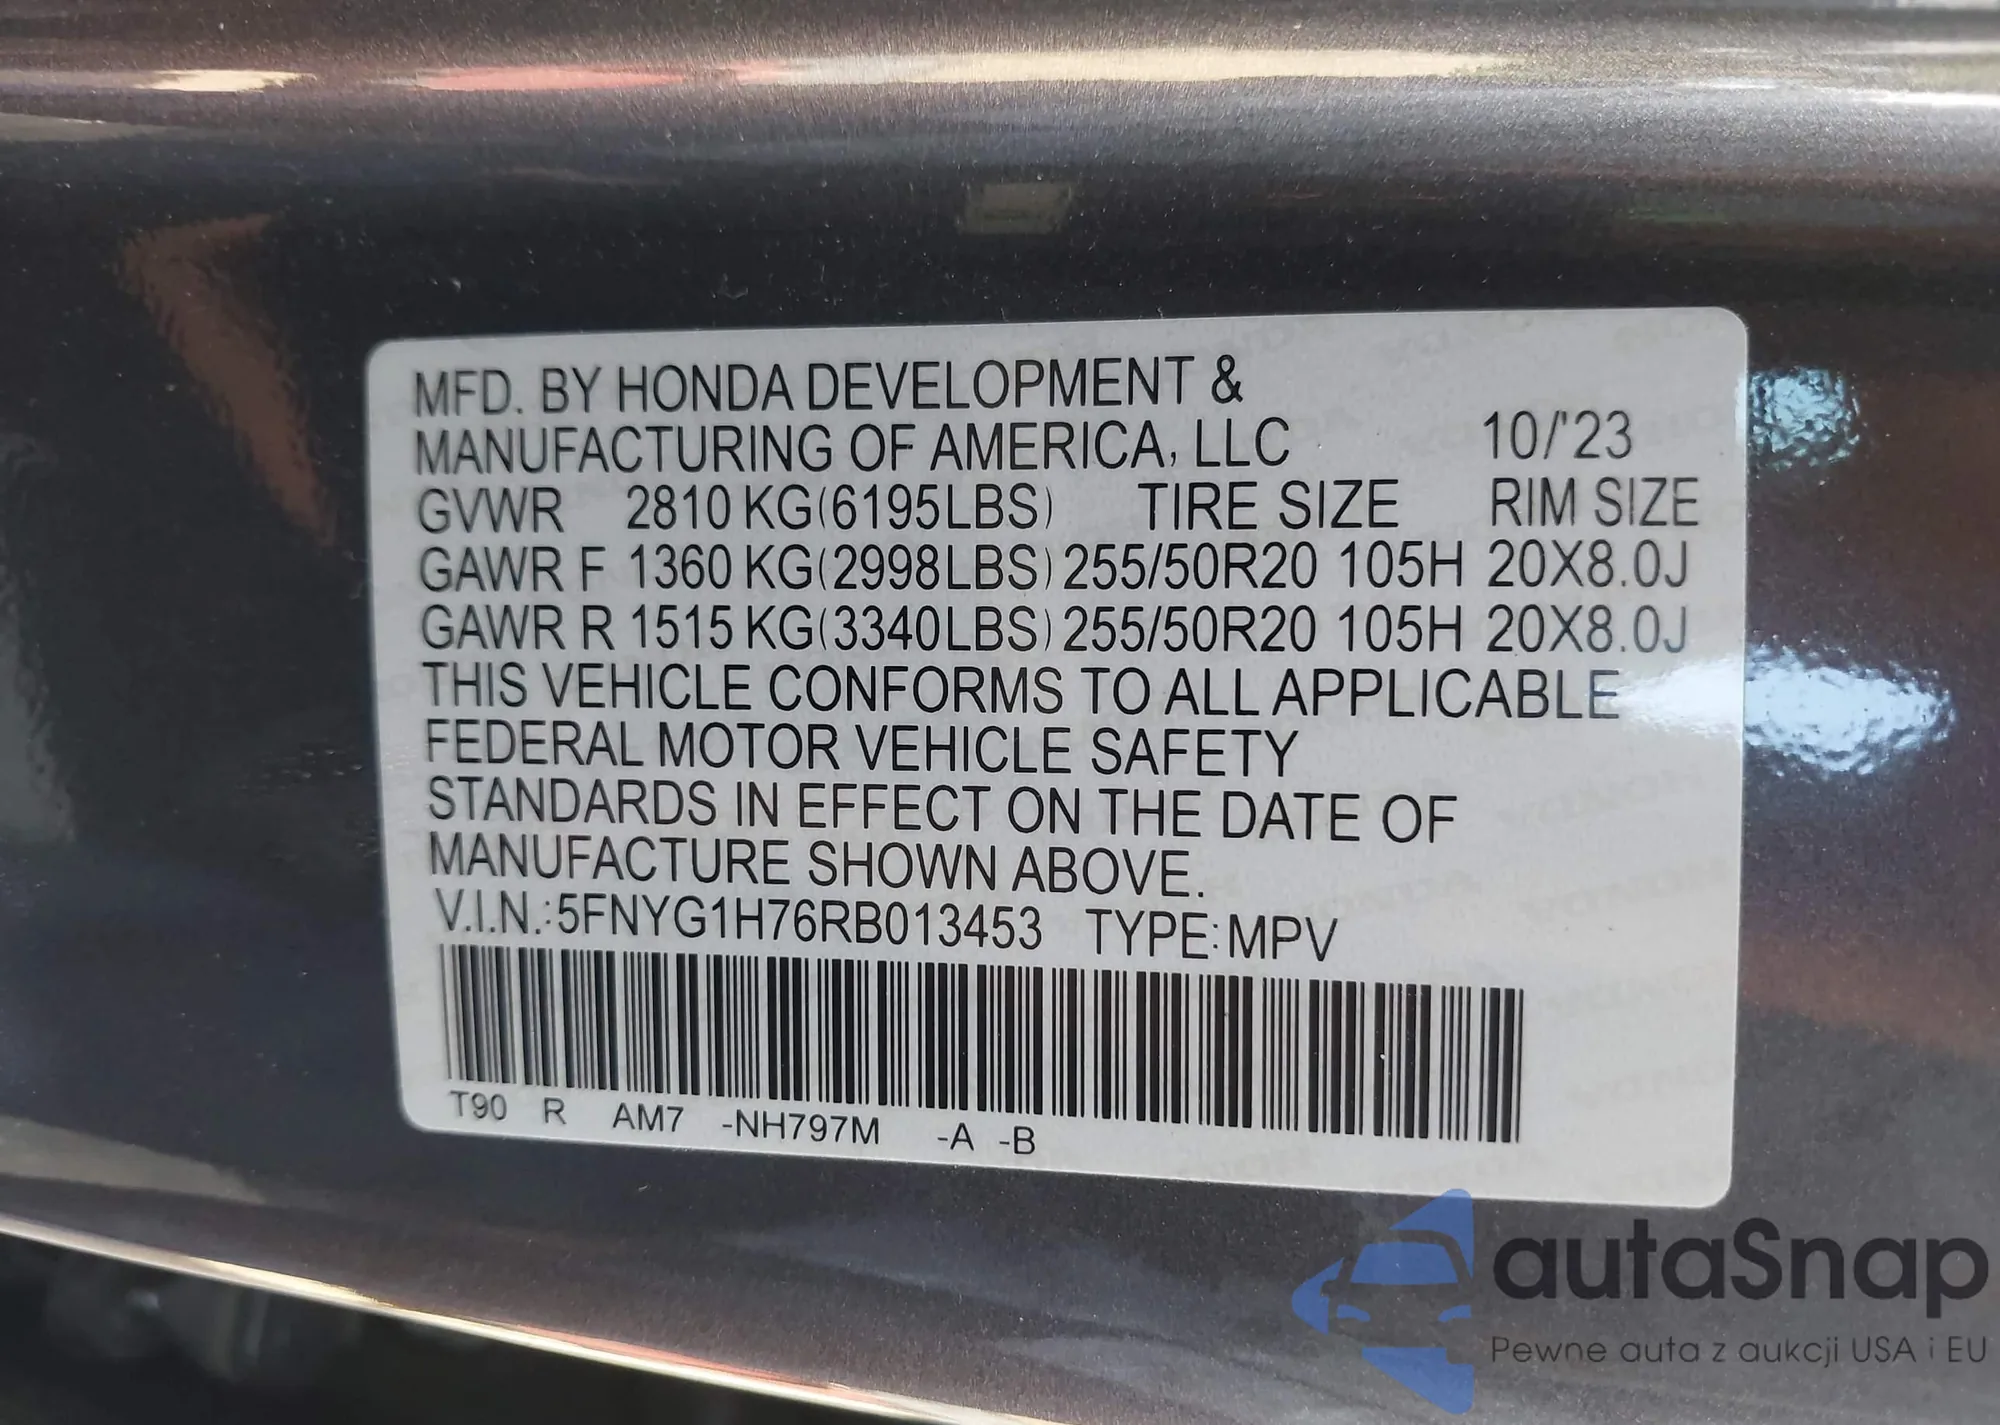 MFD. BY HONDA DEVELOPMENT &
MANUFACTURING OF AMERICA, LLC 10/'23
GVWR 2810 KG(6195LBS) TIRE SIZE RIM SIZE
GAWR F 1360 KG(2998LBS) 255/50R20 105H 20X8.0J
GAWR R 1515 KG(3340LBS) 255/50R20 105H 20X8.0J
THIS VEHICLE CONFORMS TO ALL APPLICABLE
FEDERAL MOTOR VEHICLE SAFETY
STANDARDS IN EFFECT ON THE DATE OF
MANUFACTURE SHOWN ABOVE.
V.I.N.:5FNYG1H76RB013453 TYPE:MPV
T90 R AM7 -NH797M -A -B
autaSnap
Pewne auta z aukcji USA i EU